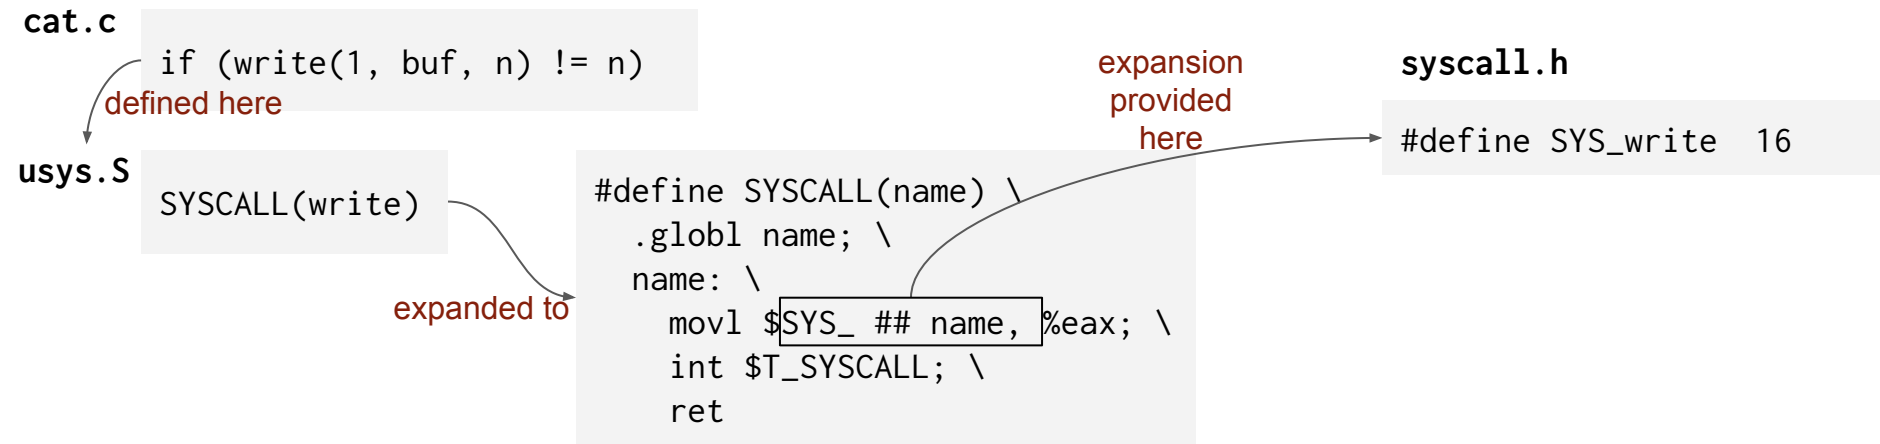 cat.c
if (write(1, buf, n) != n)
defined here
usys.S
SYSCALL(write)
expanded to
#define SYSCALL(name) \
.globl name; \
name: \
movl $SYS_ ## name, %eax; \
int $T_SYSCALL; \
ret
expansion
provided
here
syscall.h
#define SYS_write 16